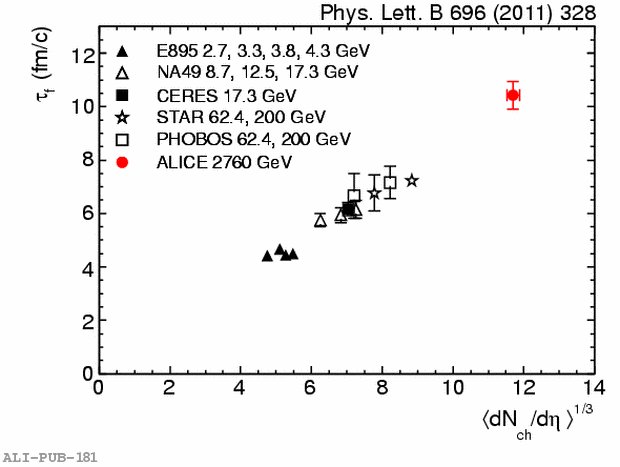 Phys. Lett. B 696 (2011) 328
τf (fm/c)
12
10
8
6
4
2
0
E895 2.7, 3.3, 3.8, 4.3 GeV
NA49 8.7, 12.5, 17.3 GeV
CERES 17.3 GeV
STAR 62.4, 200 GeV
PHOBOS 62.4, 200 GeV
ALICE 2760 GeV
0 2 4 6 8 10 12 14
⟨dNch/dη⟩1/3
ALI-PUB-181